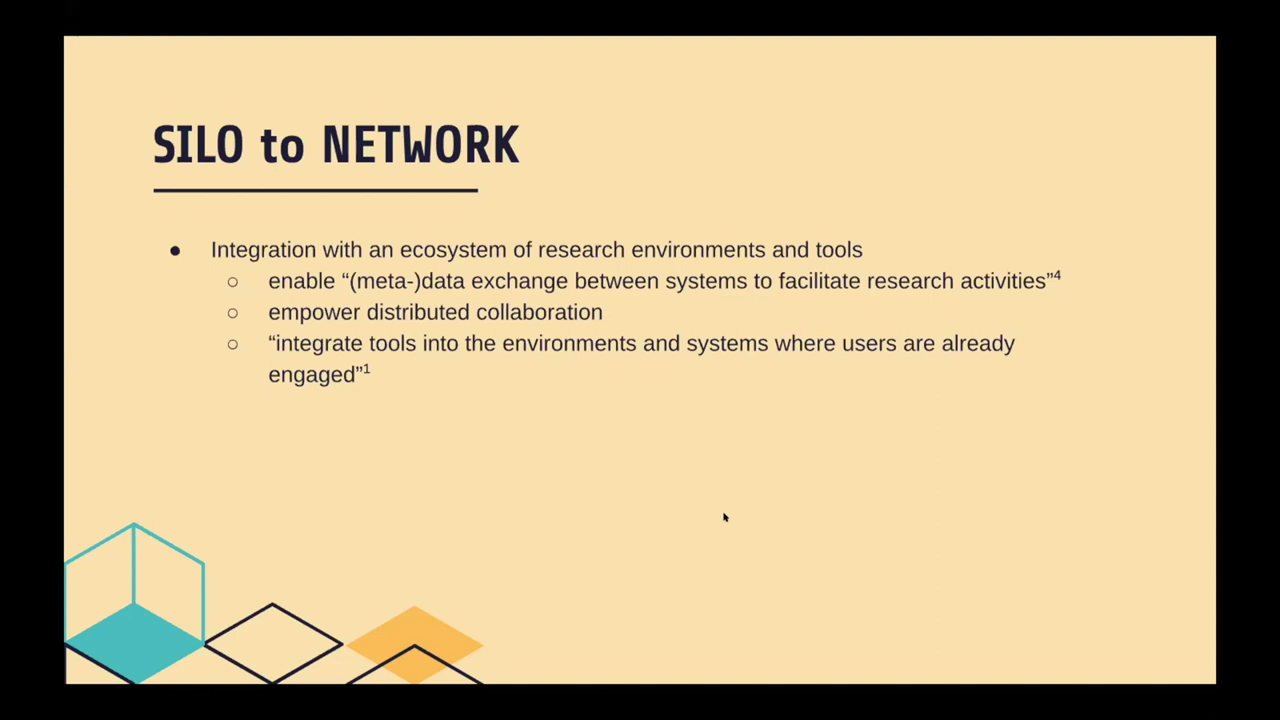 SILO to NETWORK
● Integration with an ecosystem of research environments and tools
○ enable “(meta-)data exchange between systems to facilitate research activities”⁴
○ empower distributed collaboration
○ “integrate tools into the environments and systems where users are already
engaged”¹